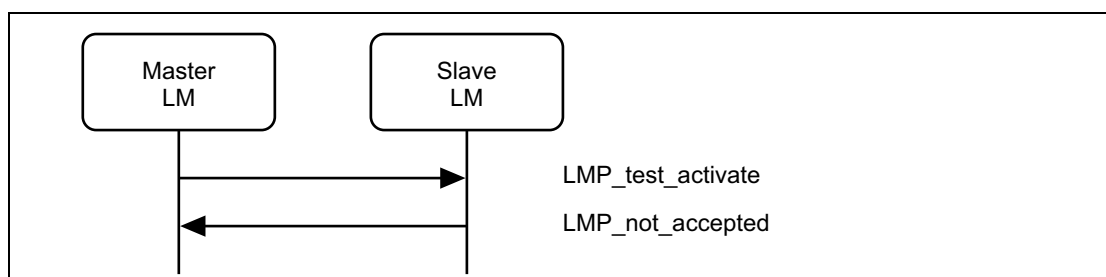 Master
LM
Slave
LM
LMP_test_activate
LMP_not_accepted